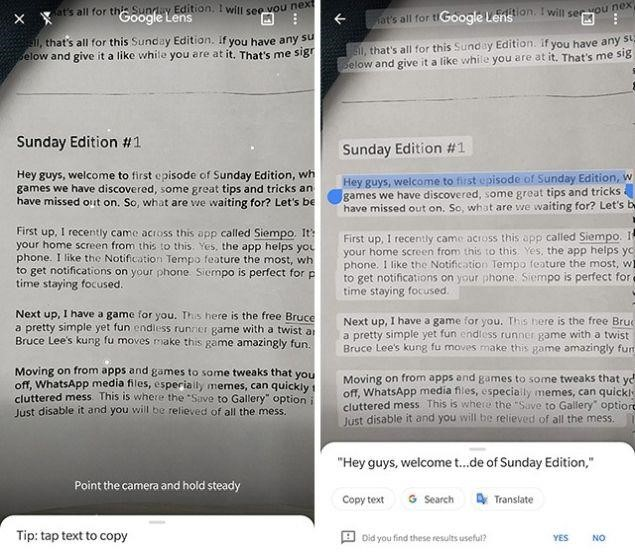 Google Lens
at's all for this Sunday Edition. I will see you next
ell, that's all for this Sunday Edition. If you have any su
below and give it a like while you are at it. That's me sign
Sunday Edition #1
Hey guys, welcome to first episode of Sunday Edition, wh
games we have discovered, some great tips and tricks an
have missed out on. So, what are we waiting for? Let's be
First up, I recently came across this app called Siempo. It's
your home screen from this to this. Yes, the app helps you
phone. I like the Notification Tempo feature the most, wh
to get notifications on your phone. Siempo is perfect for p
time staying focused.
Next up, I have a game for you. This here is the free Bruce
a pretty simple yet fun endless runner game with a twist a
Bruce Lee's kung fu moves make this game amazingly fun.
Moving on from apps and games to some tweaks that you
off, WhatsApp media files, especially memes, can quickly
cluttered mess. This is where the "Save to Gallery" option i
Just disable it and you will be relieved of all the mess.
Point the camera and hold steady
Tip: tap text to copy
Google Lens
at's all for this Edition. I will see you nex
ell, that's all for this Sunday Edition. If you have any su
below and give it a like while you are at it. That's me sig
Sunday Edition #1
Hey guys, welcome to first episode of Sunday Edition, w
games we have discovered, some great tips and tricks a
have missed out on. So, what are we waiting for? Let's b
First up, I recently came across this app called Siempo. I
your home screen from this to this. Yes, the app helps yo
phone. I like the Notification Tempo feature the most, w
to get notifications on your phone. Siempo is perfect for
time staying focused.
Next up, I have a game for you. This here is the free Bru
a pretty simple yet fun endless runner game with a twist
Bruce Lee's kung fu moves make this game amazingly fun
Moving on from apps and games to some tweaks that yo
off, WhatsApp media files, especially memes, can quickl
cluttered mess. This is where the "Save to Gallery" option
Just disable it and you will be relieved of all the mess.
"Hey guys, welcome t...de of Sunday Edition,"
Copy text
Search
Translate
Did you find these results useful?
YES
NO